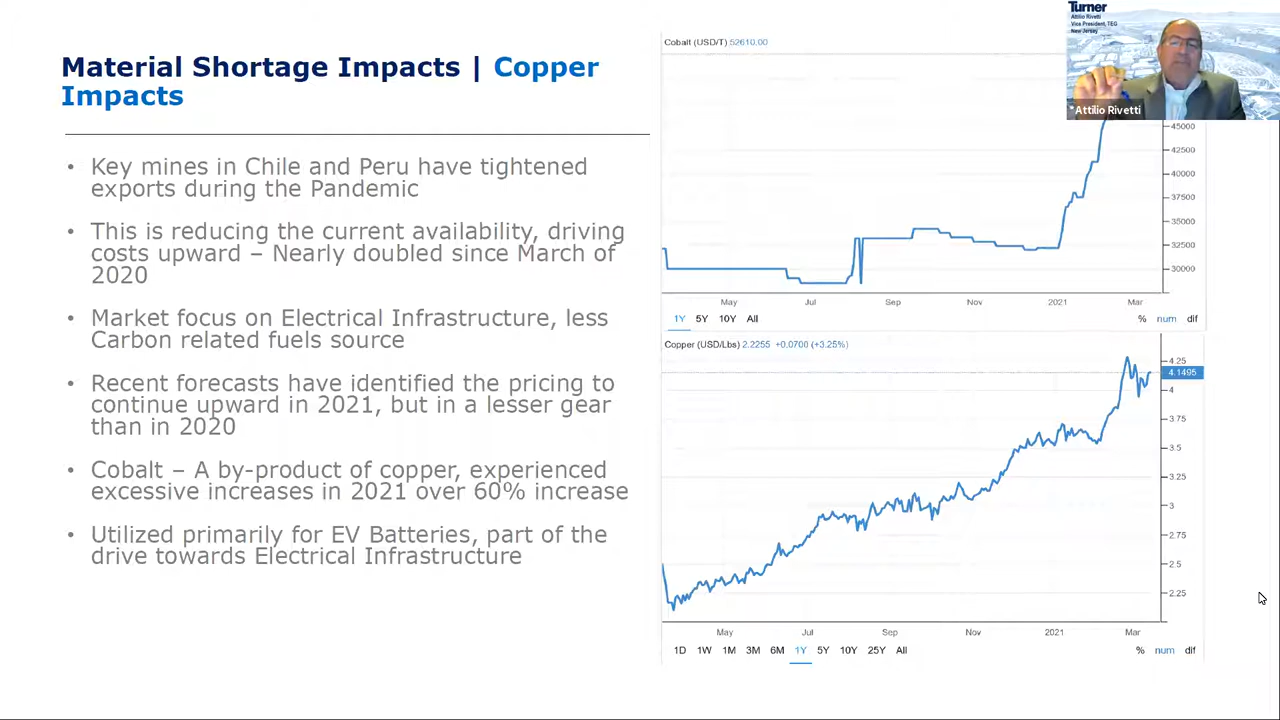 Material Shortage Impacts | Copper
Impacts
• Key mines in Chile and Peru have tightened
exports during the Pandemic
• This is reducing the current availability, driving
costs upward – Nearly doubled since March of
2020
• Market focus on Electrical Infrastructure, less
Carbon related fuels source
• Recent forecasts have identified the pricing to
continue upward in 2021, but in a lesser gear
than in 2020
• Cobalt – A by-product of copper, experienced
excessive increases in 2021 over 60% increase
• Utilized primarily for EV Batteries, part of the
drive towards Electrical Infrastructure
Cobalt (USD/T) 52610.00
45000
42500
40000
37500
35000
32500
30000
May Jul Sep Nov 2021 Mar
1Y 5Y 10Y All % num dif
Copper (USD/Lbs) 2.2255 +0.0700 (+3.25%)
4.25
4.1495
4
3.75
3.5
3.25
3
2.75
2.5
2.25
May Jul Sep Nov 2021 Mar
1D 1W 1M 3M 6M 1Y 5Y 10Y 25Y All % num dif
Turner
Attilio Rivetti
Vice President, TEG
New Jersey
*Attilio Rivetti